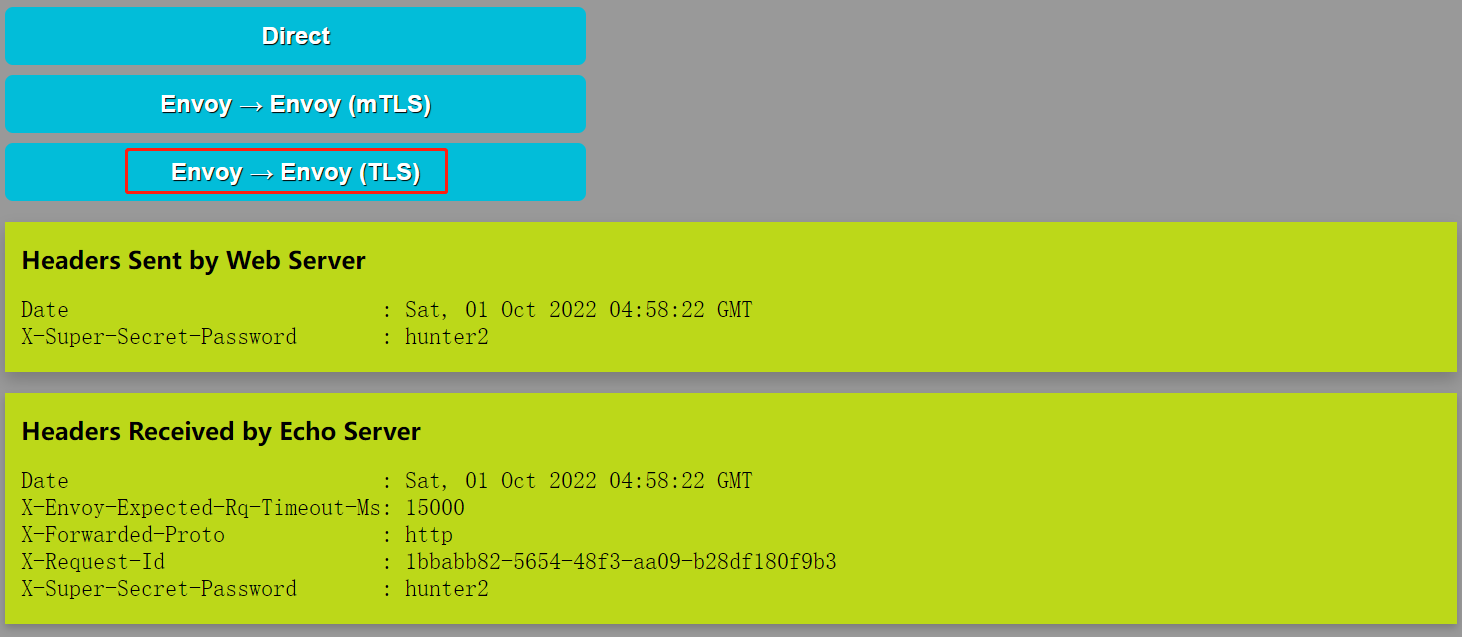 Direct
Envoy → Envoy (mTLS)
Envoy → Envoy (TLS)
Headers Sent by Web Server
Date : Sat, 01 Oct 2022 04:58:22 GMT
X-Super-Secret-Password : hunter2
Headers Received by Echo Server
Date : Sat, 01 Oct 2022 04:58:22 GMT
X-Envoy-Expected-Rq-Timeout-Ms: 15000
X-Forwarded-Proto : http
X-Request-Id : 1bbabb82-5654-48f3-aa09-b28df180f9b3
X-Super-Secret-Password : hunter2